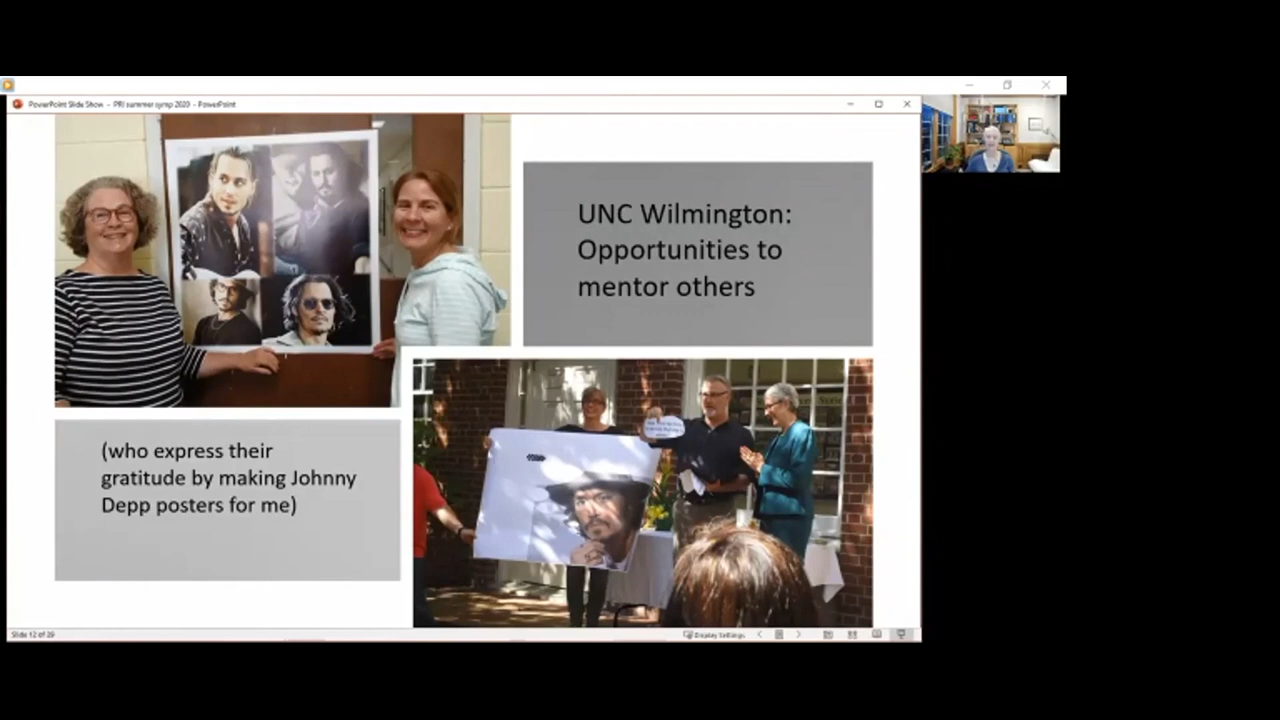 PowerPoint Slide Show - PRI summer symp 2020 - PowerPoint
UNC Wilmington:
Opportunities to
mentor others
(who express their
gratitude by making Johnny
Depp posters for me)
Slide 12 of 29
Display Settings